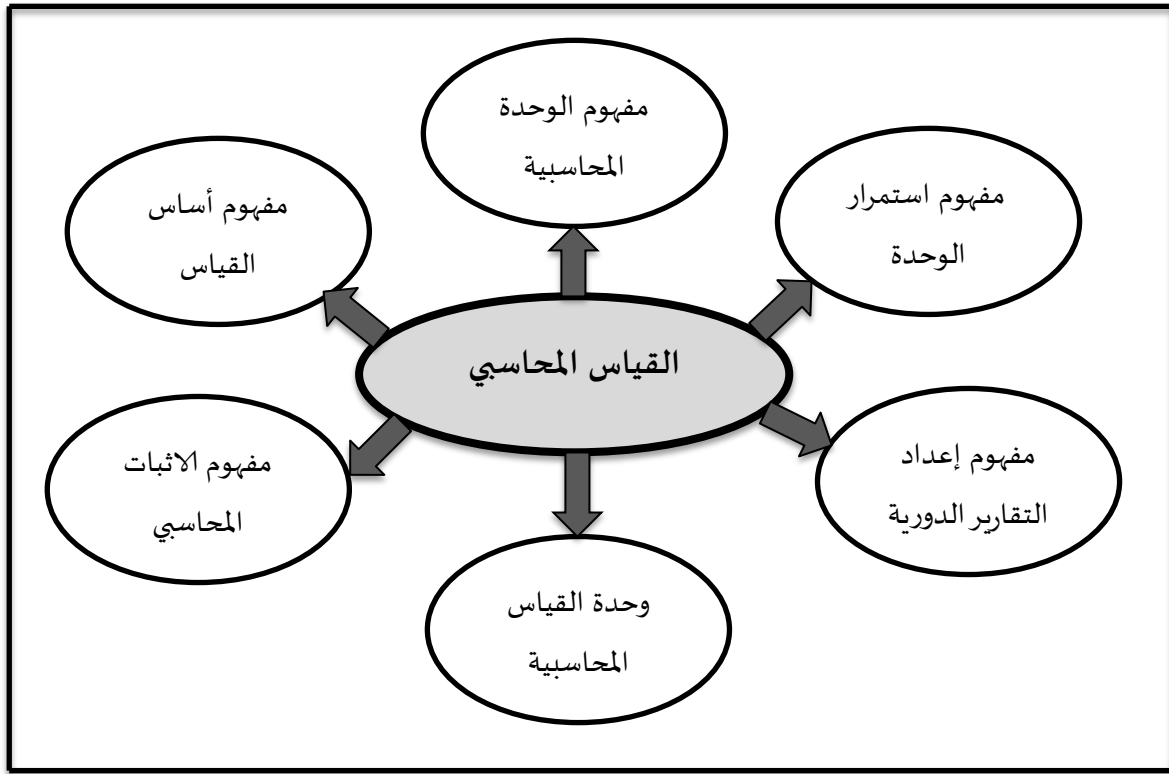 مفهوم الوحدة
المحاسبية
مفهوم استمرار
الوحدة
مفهوم أساس
القياس
القياس المحاسبي
مفهوم إعداد
التقارير الدورية
مفهوم الاثبات
المحاسبي
وحدة القياس
المحاسبية